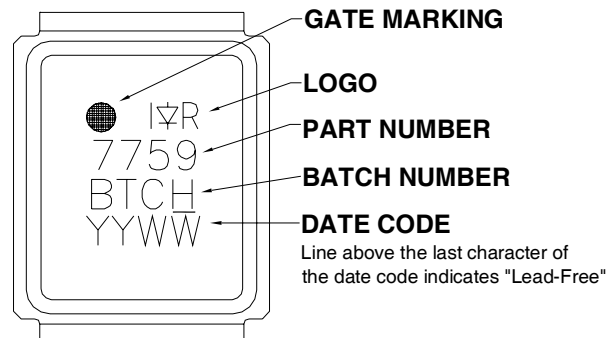 GATE MARKING
IR
LOGO
7759
PART NUMBER
BTCH
BATCH NUMBER
YYWW
DATE CODE
Line above the last character of
the date code indicates "Lead-Free"